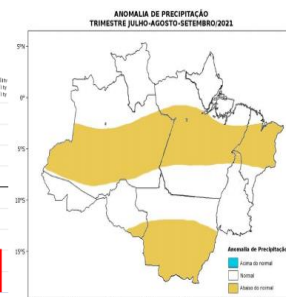 ANOMALIA DE PRECIPITAÇÃO
TRIMESTRE JULHO-AGOSTO-SETEMBRO/2021
5°N
0°
5°S
10°S
15°S
Anomalia de Precipitação
Acima do normal
Normal
Abaixo do normal